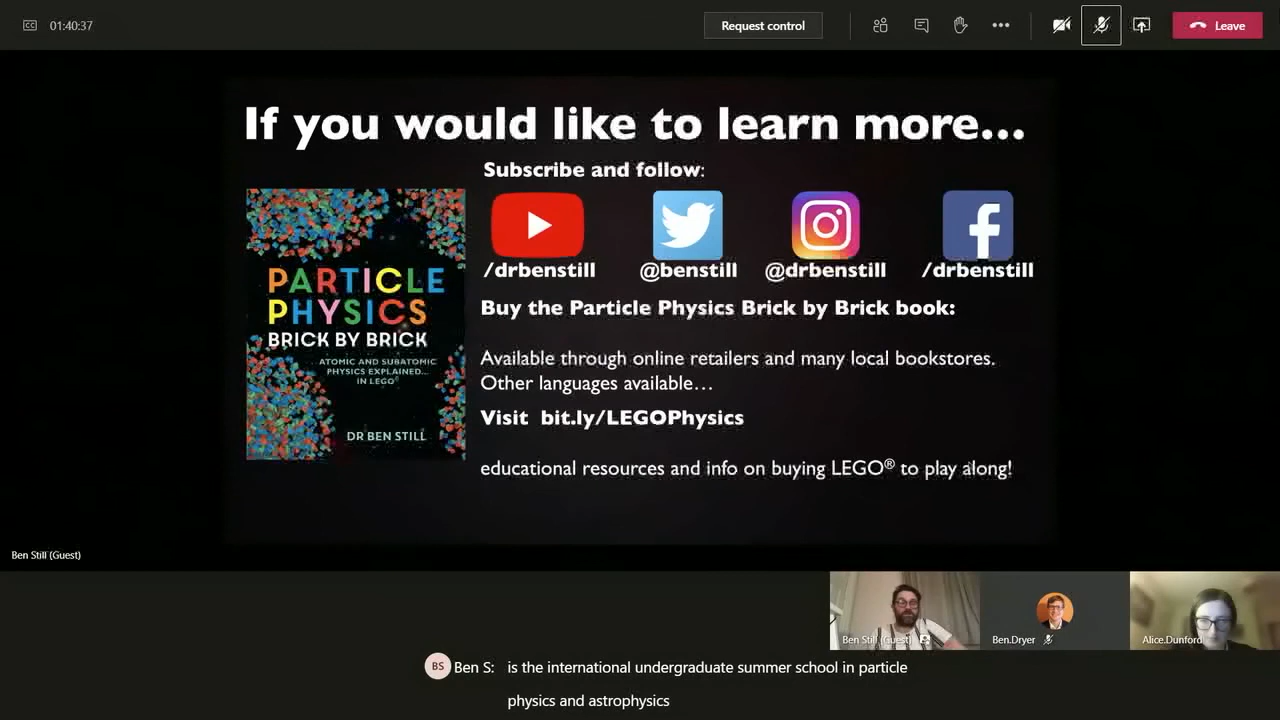 CC 01:40:37
Request control
Leave
If you would like to learn more...
Subscribe and follow:
/drbenstill @benstill @drbenstill /drbenstill
PARTICLE
PHYSICS
BRICK BY BRICK
ATOMIC AND SUBATOMIC
PHYSICS EXPLAINED...
IN LEGO®
DR BEN STILL
Buy the Particle Physics Brick by Brick book:
Available through online retailers and many local bookstores.
Other languages available...
Visit bit.ly/LEGOPhysics
educational resources and info on buying LEGO® to play along!
Ben Still (Guest)
Ben Still (Guest) Ben.Dryer Alice.Dunford
BS Ben S: is the international undergraduate summer school in particle
physics and astrophysics